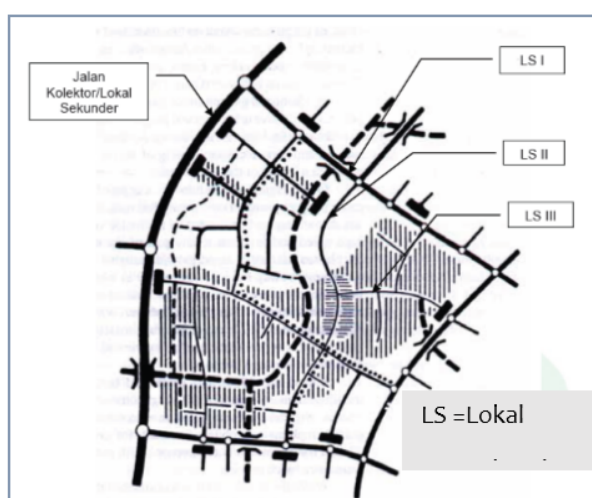 Jalan
Kolektor/Lokal
Sekunder
LS I
LS II
LS III
LS =Lokal